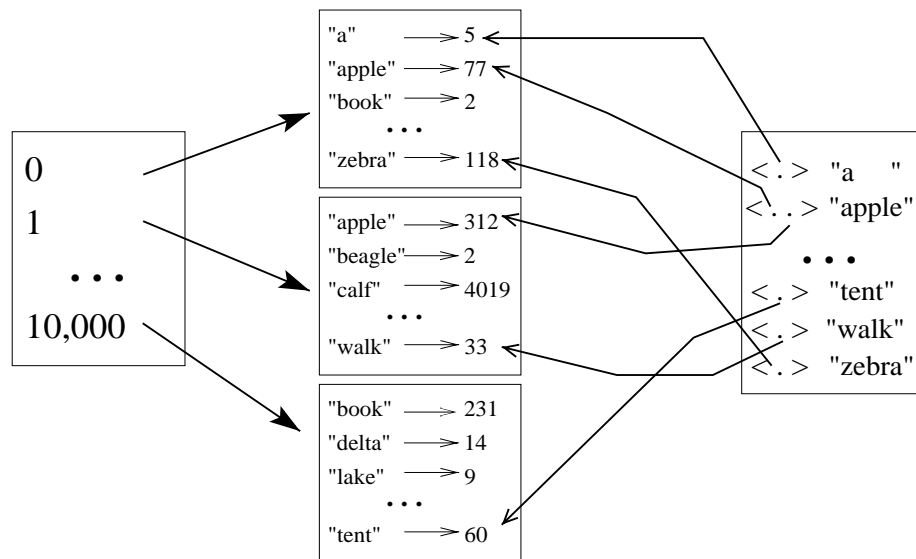 0
1
...
10,000
"a" 5
"apple" 77
"book" 2
...
"zebra" 118
"apple" 312
"beagle" 2
"calf" 4019
...
"walk" 33
"book" 231
"delta" 14
"lake" 9
...
"tent" 60
< . > "a "
< . . > "apple"
...
< . > "tent"
< . > "walk"
< . > "zebra"